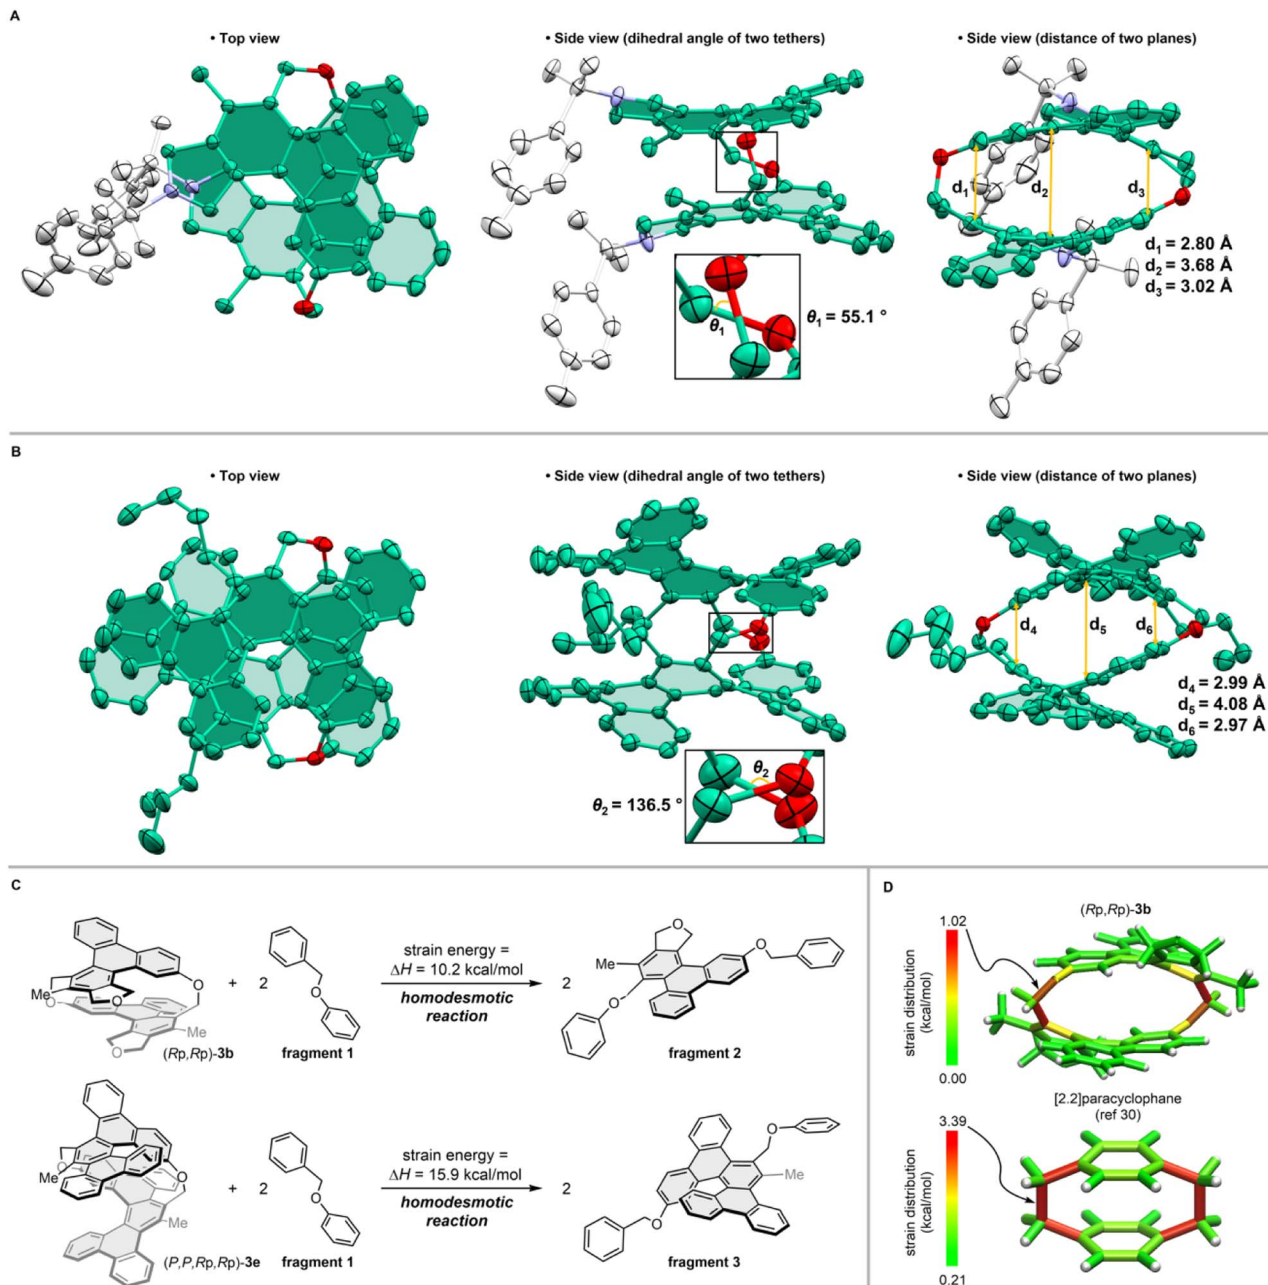 A
• Top view
• Side view (dihedral angle of two tethers)
• Side view (distance of two planes)
θ1
θ1 = 55.1 °
d1
d2
d3
d1 = 2.80 Å
d2 = 3.68 Å
d3 = 3.02 Å
B
• Top view
• Side view (dihedral angle of two tethers)
• Side view (distance of two planes)
θ2
θ2 = 136.5 °
d4
d5
d6
d4 = 2.99 Å
d5 = 4.08 Å
d6 = 2.97 Å
C
Me
O
O
O
O
Me
(Rp,Rp)-3b
+
2
O
fragment 1
strain energy =
ΔH = 10.2 kcal/mol
homodesmotic
reaction
2
O
Me
O
O
fragment 2
Me
O
O
Me
(P,P,Rp,Rp)-3e
+
2
O
fragment 1
strain energy =
ΔH = 15.9 kcal/mol
homodesmotic
reaction
2
O
Me
O
fragment 3
D
1.02
strain distribution
(kcal/mol)
0.00
(Rp,Rp)-3b
[2.2]paracyclophane
(ref 30)
3.39
strain distribution
(kcal/mol)
0.21